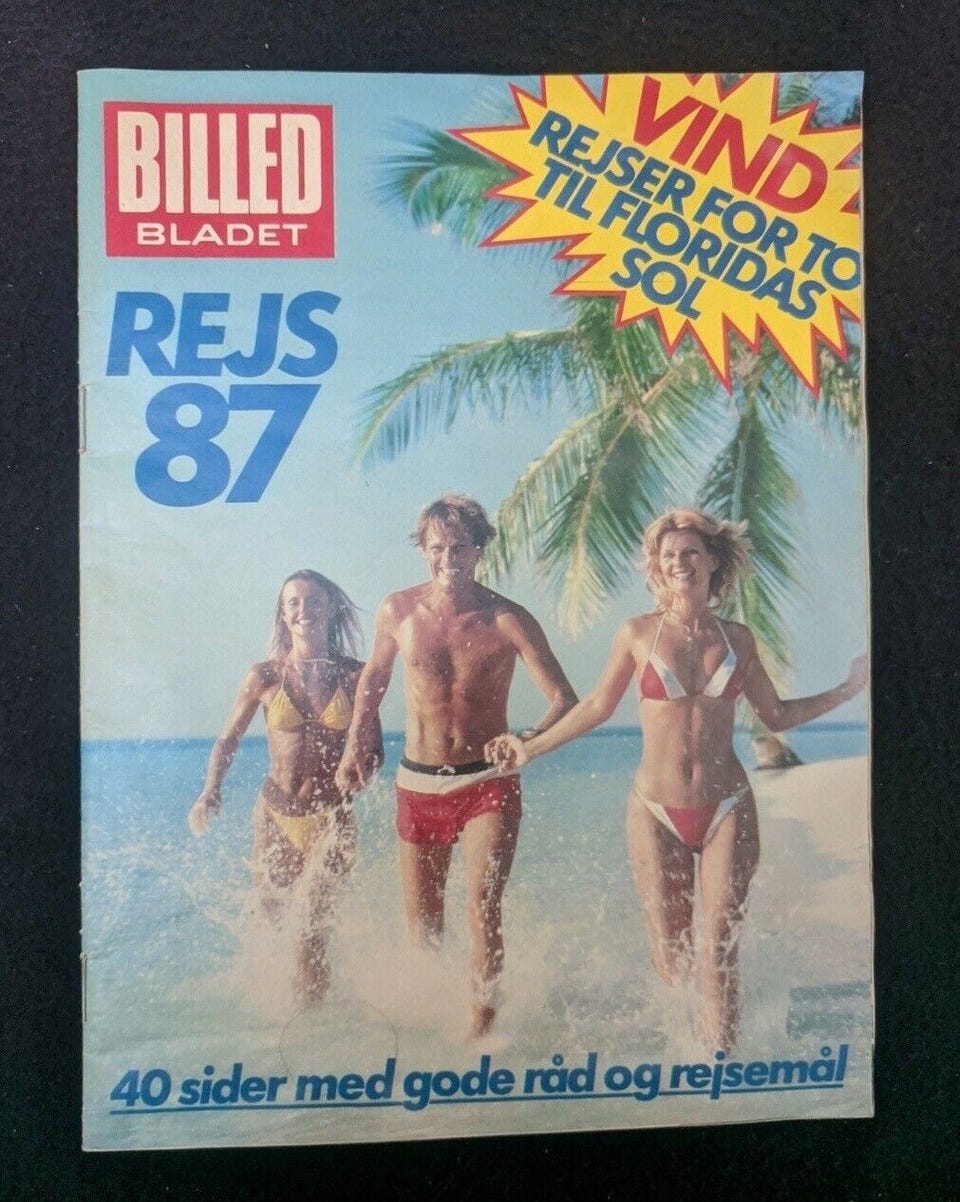 BILLED
BLADET
REJS
87
VIND
REJSER FOR TO
TIL FLORIDAS
SOL
40 sider med gode råd og rejsemål